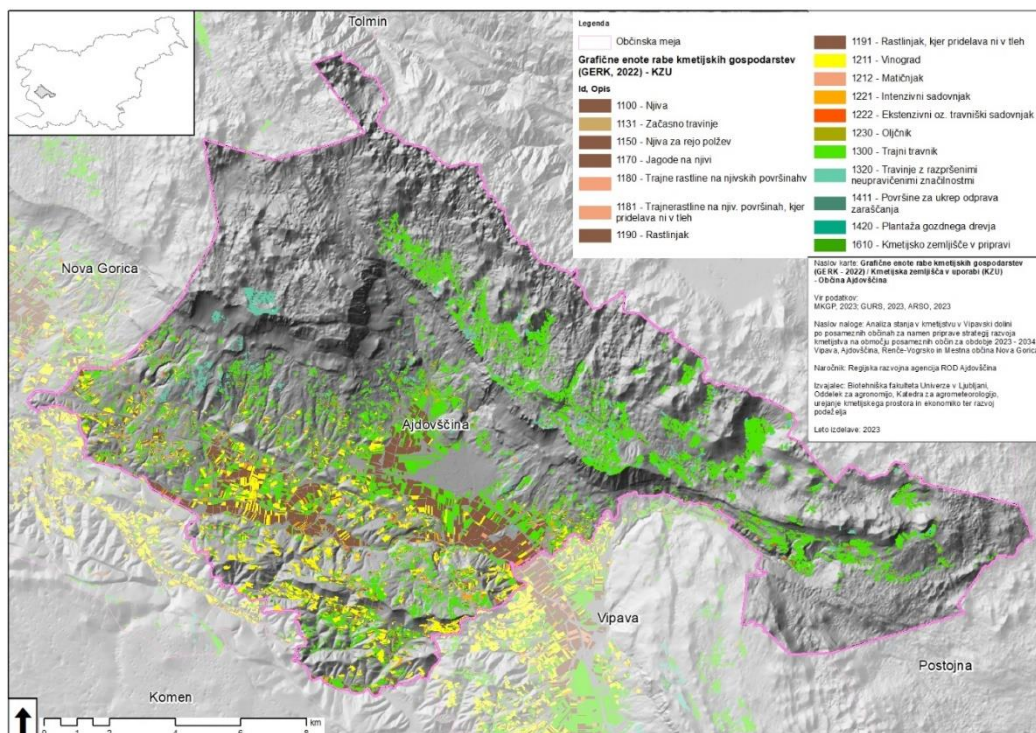 Tolmin
Nova Gorica
Ajdovščina
Vipava
Komen
Postojna
0 2 4 6 8
km
Legenda
Občinska meja
Grafične enote rabe kmetijskih gospodarstev
(GERK, 2022) - KZU
Id, Opis
1100 - Njiva
1131 - Začasno travinje
1150 - Njiva za rejo polžev
1170 - Jagode na njivi
1180 - Trajne rastline na njivskih površinahv
1181 - Trajnerastline na njiv. površinah, kjer
pridelava ni v tleh
1190 - Rastlinjak
1191 - Rastlinjak, kjer pridelava ni v tleh
1211 - Vinograd
1212 - Matičnjak
1221 - Intenzivni sadovnjak
1222 - Ekstenzivni oz. travniški sadovnjak
1230 - Oljčnik
1300 - Trajni travnik
1320 - Travinje z razpršenimi
neupravičenimi značilnostmi
1411 - Površine za ukrep odprava
zaraščanja
1420 - Plantaža gozdnega drevja
1610 - Kmetijsko zemljišče v pripravi
Naslov karte: Grafične enote rabe kmetijskih gospodarstev
(GERK - 2022) / Kmetijska zemljišča v uporabi (KZU)
- Občina Ajdovščina
Vir podatkov:
MKGP, 2023; GURS, 2023, ARSO, 2023
Naslov naloge: Analiza stanja v kmetijstvu v Vipavski dolini
po posameznih občinah za namen priprave strategij razvoja
kmetijstva na območju posameznih občin za obdobje 2023 - 2034
Vipava, Ajdovščina, Renče-Vogrsko in Mestna občina Nova Gorica
Naročnik: Regijska razvojna agencija ROD Ajdovščina
Izvajalec: Biotehniška fakulteta Univerze v Ljubljani,
Oddelek za agronomijo, Katedra za agrometeorologijo,
urejanje kmetijskega prostora in ekonomiko ter razvoj
podeželja
Leto izdelave: 2023